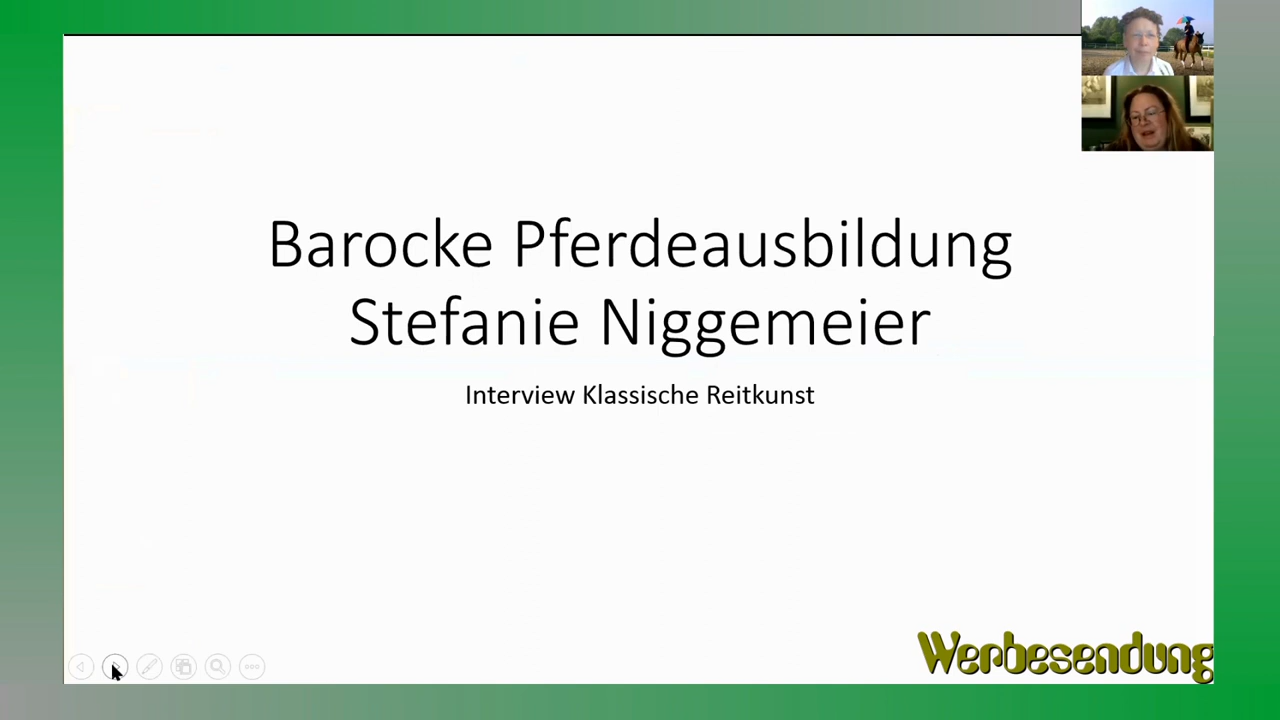 Barocke Pferdeausbildung
Stefanie Niggemeier
Interview Klassische Reitkunst
Werbesendung